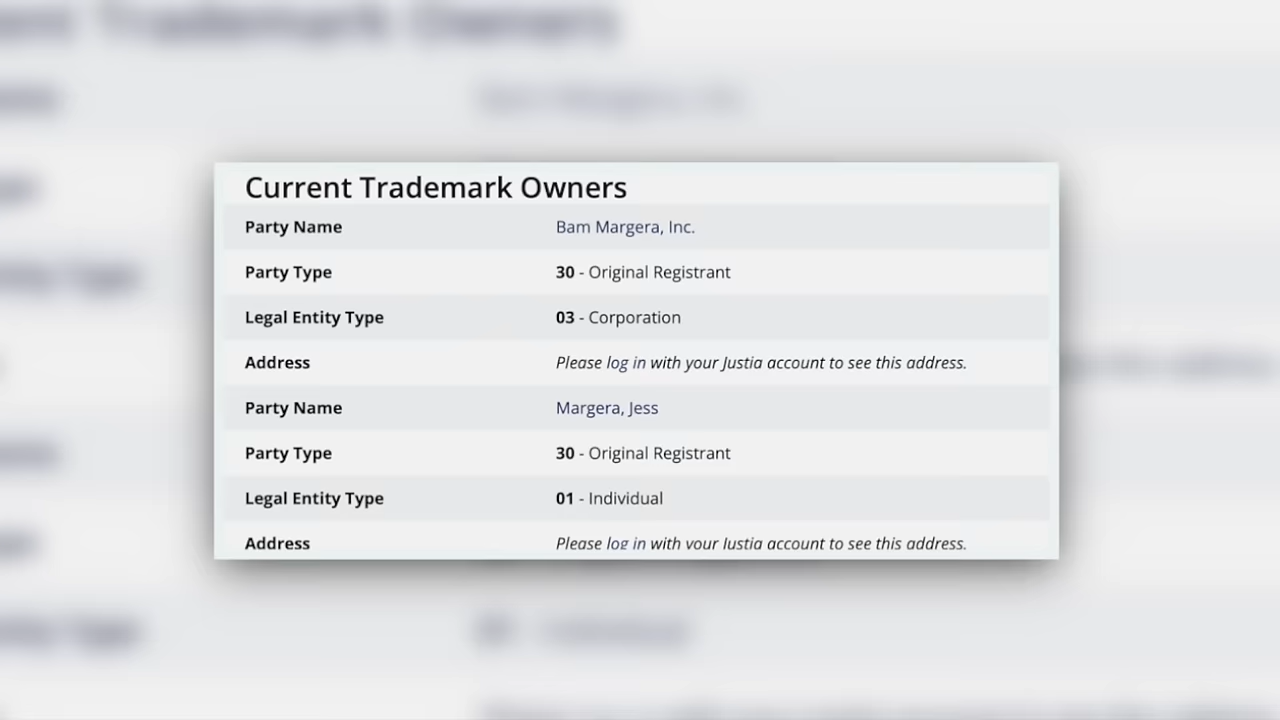 Current Trademark Owners
Party Name Bam Margera, Inc.
Party Type 30 - Original Registrant
Legal Entity Type 03 - Corporation
Address Please log in with your Justia account to see this address.
Party Name Margera, Jess
Party Type 30 - Original Registrant
Legal Entity Type 01 - Individual
Address Please log in with your Justia account to see this address.